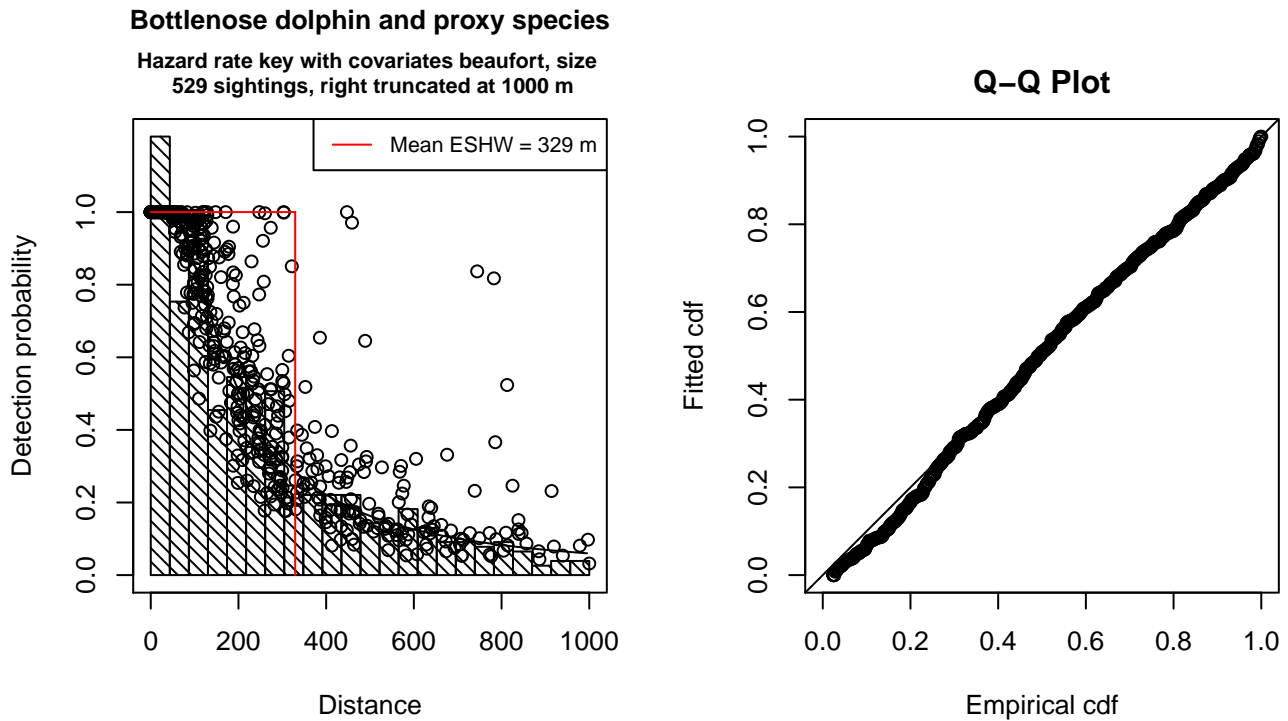 Bottlenose dolphin and proxy species
Hazard rate key with covariates beaufort, size
529 sightings, right truncated at 1000 m
Mean ESHW = 329 m
Detection probability
0.0 0.2 0.4 0.6 0.8 1.0
0 200 400 600 800 1000
Distance
Q−Q Plot
Fitted cdf
0.0 0.2 0.4 0.6 0.8 1.0
0.0 0.2 0.4 0.6 0.8 1.0
Empirical cdf